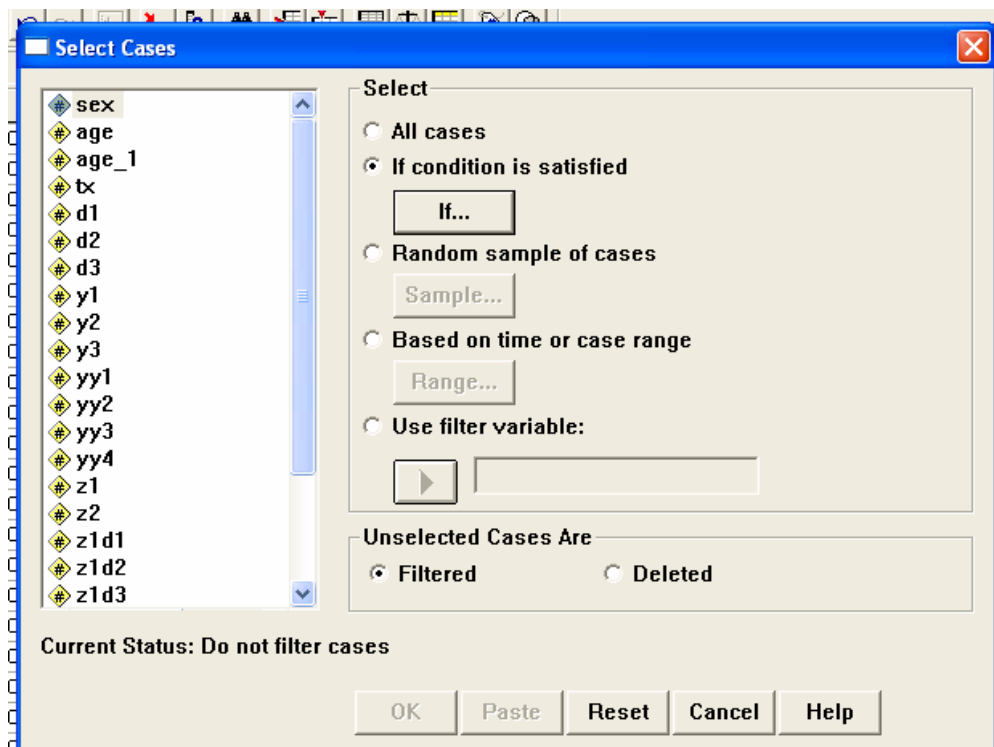 Select Cases
sex
age
age_1
tx
d1
d2
d3
y1
y2
y3
yy1
yy2
yy3
yy4
z1
z2
z1d1
z1d2
z1d3
Select
All cases
If condition is satisfied
If...
Random sample of cases
Sample...
Based on time or case range
Range...
Use filter variable:
Unselected Cases Are
Filtered Deleted
Current Status: Do not filter cases
OK Paste Reset Cancel Help